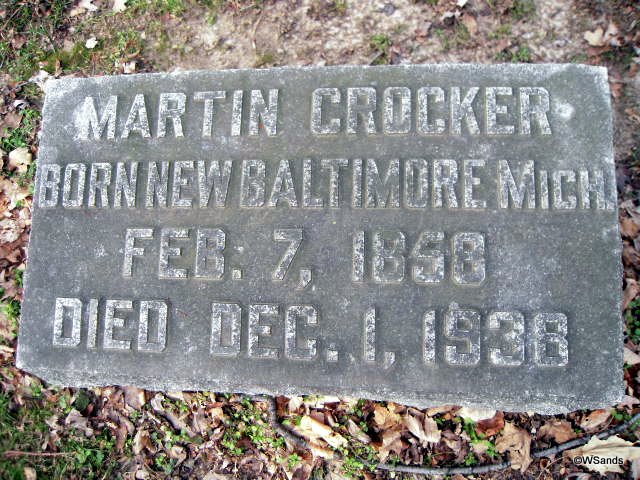 MARTIN CROCKER
BORN NEW BALTIMORE MICH.
FEB. 7, 1858
DIED DEC. 1, 1938
©WSands